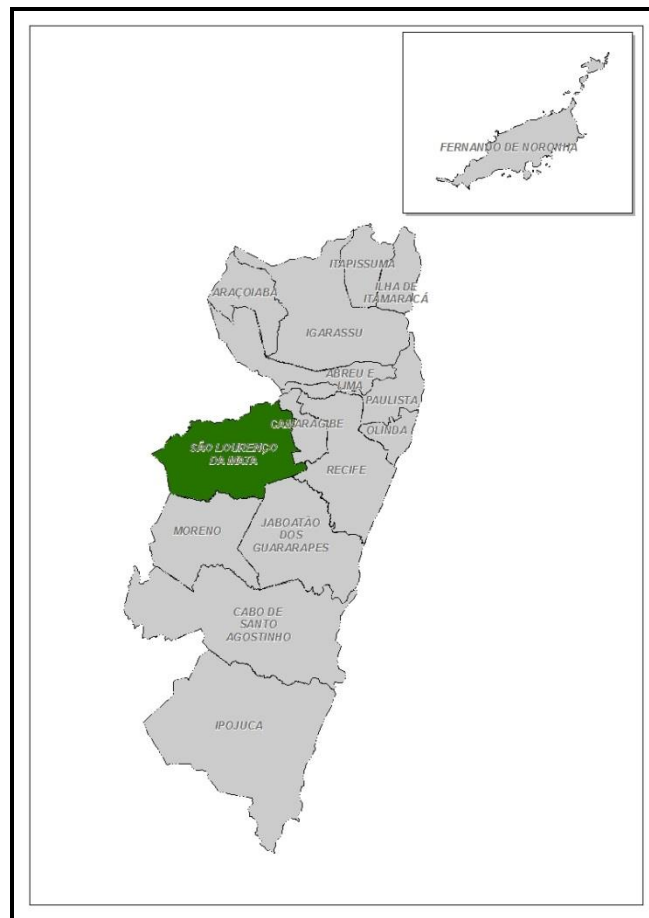 FERNANDO DE NORONHA
ITAPISSUMA
ILHA DE
ITAMARACÁ
ARAÇOIABA
IGARASSU
ABREU E
LIMA
PAULISTA
CAMARAGIBE
OLINDA
SÃO LOURENÇO
DA MATA
RECIFE
MORENO
JABOATÃO
DOS
GUARARAPES
CABO DE
SANTO
AGOSTINHO
IPOJUCA